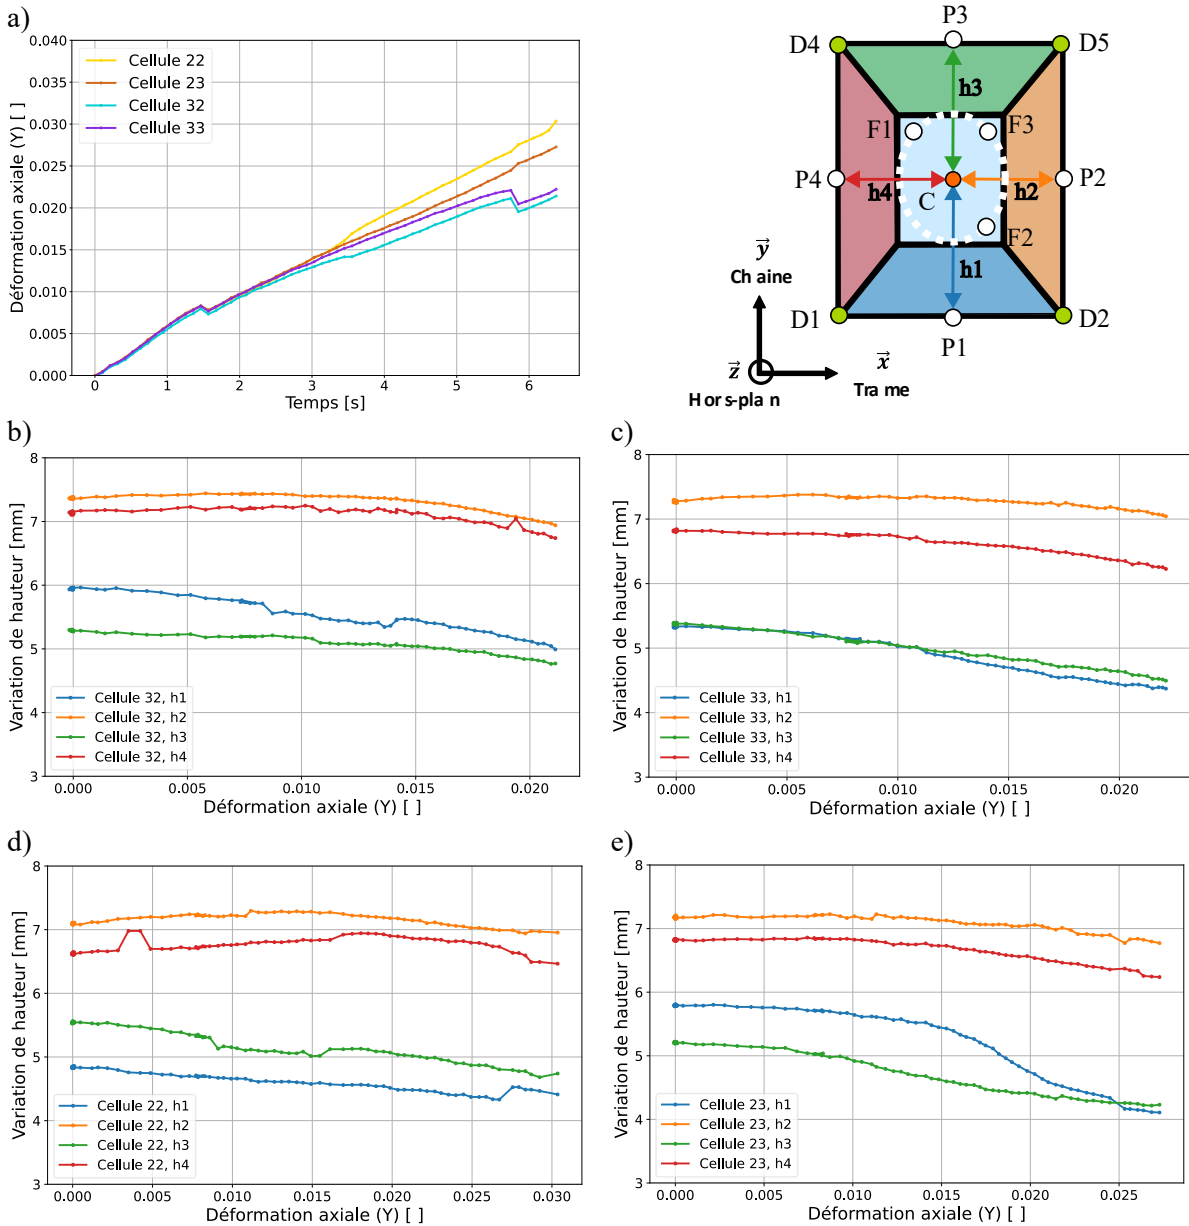 a)
0.040
0.035
0.030
0.025
0.020
0.015
0.010
0.005
0.000
Déformation axiale (Y) [ ]
Cellule 22
Cellule 23
Cellule 32
Cellule 33
0 1 2 3 4 5 6
Temps [s]
P3
D4 D5
h3
F1 F3
P4 h4 C h2 P2
F2
h1
D1 D2
P1
y
Chaine
z
Hors-plan
x
Trame
b)
8
7
6
5
4
3
Variation de hauteur [mm]
Cellule 32, h1
Cellule 32, h2
Cellule 32, h3
Cellule 32, h4
0.000 0.005 0.010 0.015 0.020
Déformation axiale (Y) [ ]
c)
8
7
6
5
4
3
Variation de hauteur [mm]
Cellule 33, h1
Cellule 33, h2
Cellule 33, h3
Cellule 33, h4
0.000 0.005 0.010 0.015 0.020
Déformation axiale (Y) [ ]
d)
8
7
6
5
4
3
Variation de hauteur [mm]
Cellule 22, h1
Cellule 22, h2
Cellule 22, h3
Cellule 22, h4
0.000 0.005 0.010 0.015 0.020 0.025 0.030
Déformation axiale (Y) [ ]
e)
8
7
6
5
4
3
Variation de hauteur [mm]
Cellule 23, h1
Cellule 23, h2
Cellule 23, h3
Cellule 23, h4
0.000 0.005 0.010 0.015 0.020 0.025
Déformation axiale (Y) [ ]